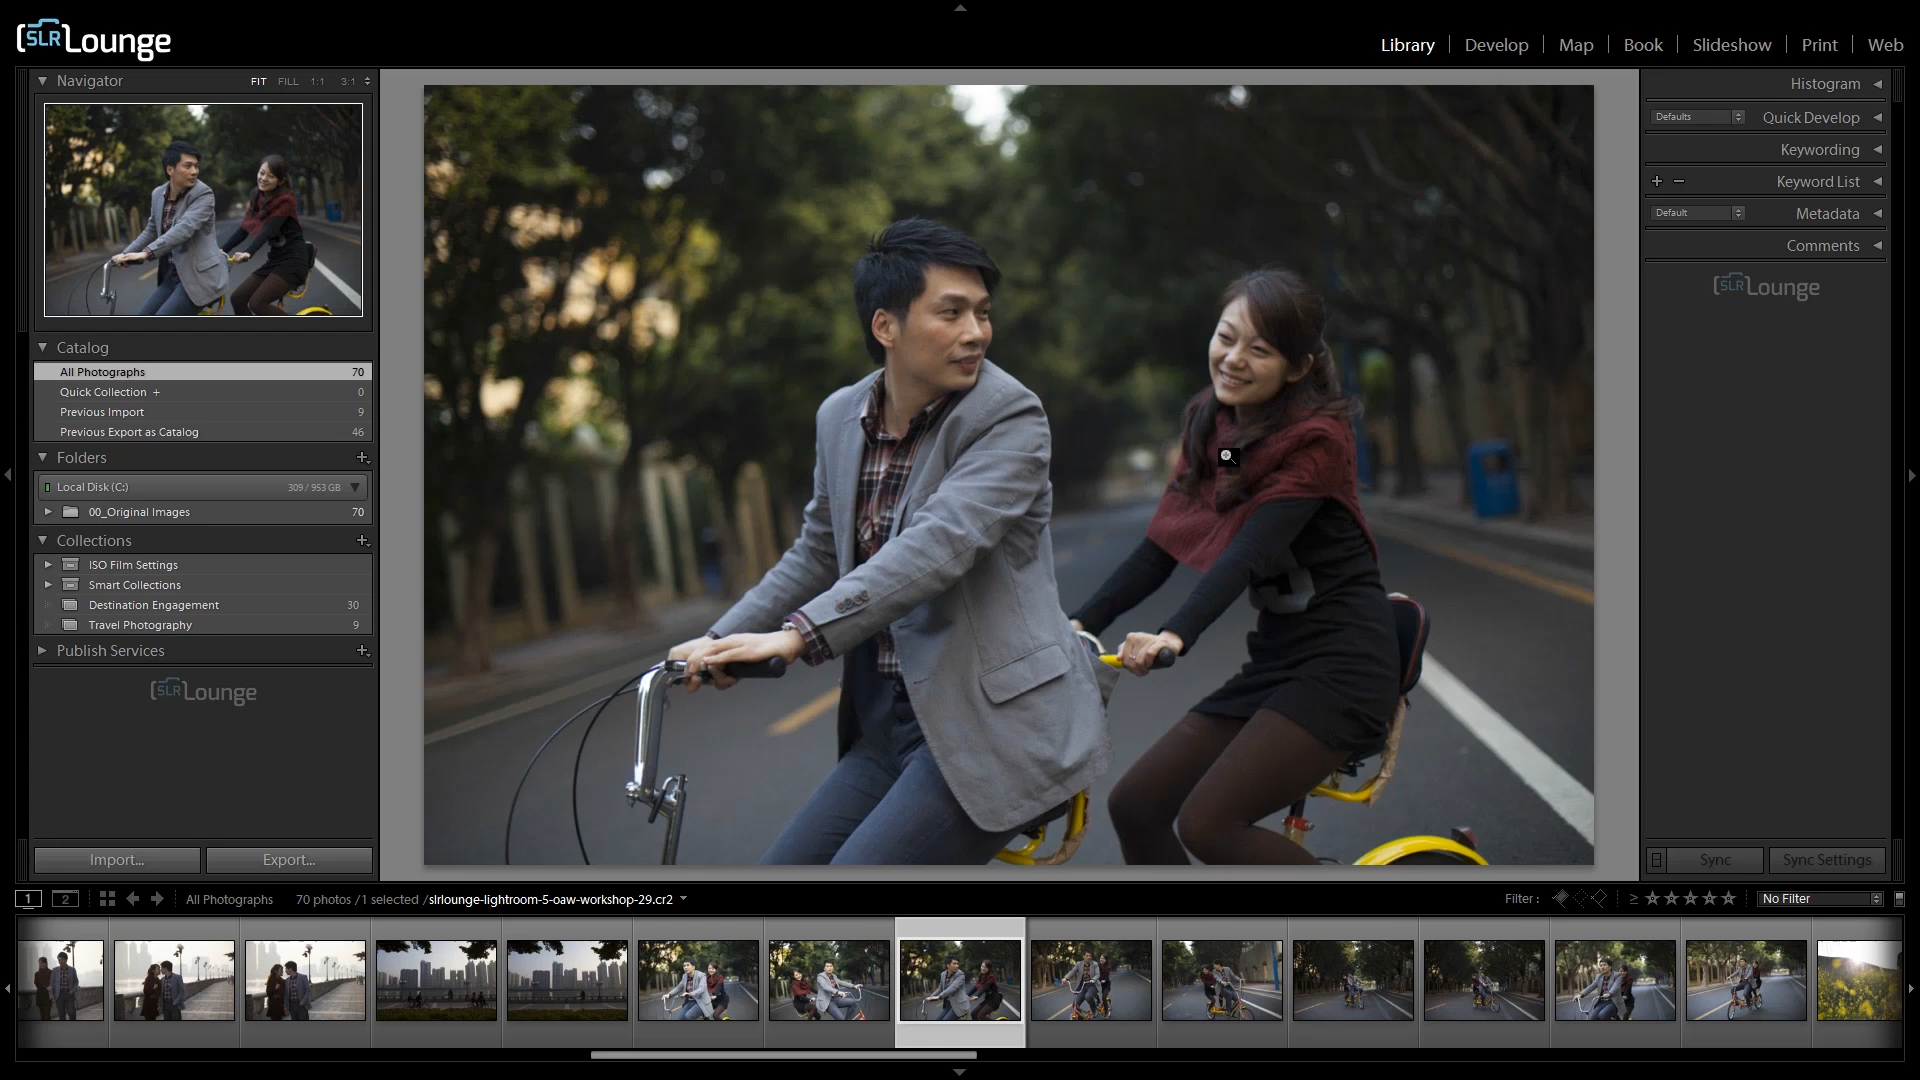 SLR Lounge
Library | Develop | Map | Book | Slideshow | Print | Web
Navigator FIT FILL 1:1 3:1
Catalog
All Photographs 70
Quick Collection + 0
Previous Import 9
Previous Export as Catalog 46
Folders
Local Disk (C:) 309 / 953 GB
00_Original Images 70
Collections
ISO Film Settings
Smart Collections
Destination Engagement 30
Travel Photography 9
Publish Services
SLR Lounge
Import... Export...
Histogram
Defaults Quick Develop
Keywording
Keyword List
Default Metadata
Comments
SLR Lounge
Sync Sync Settings
1 2 All Photographs 70 photos / 1 selected / slrlounge-lightroom-5-oaw-workshop-29.cr2 Filter : ≥ No Filter